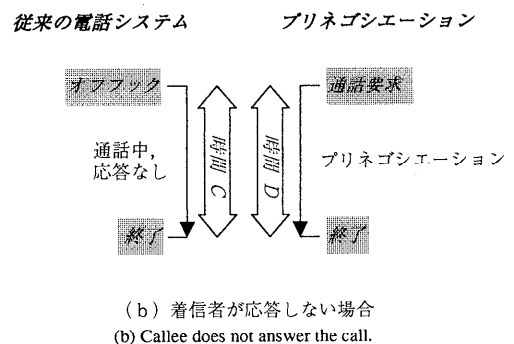 従来の電話システム
プリネゴシエーション
オフフック
通話要求
通話中,
応答なし
時間 C
時間 D
プリネゴシエーション
終了
終了
(b) 着信者が応答しない場合
(b) Callee does not answer the call.